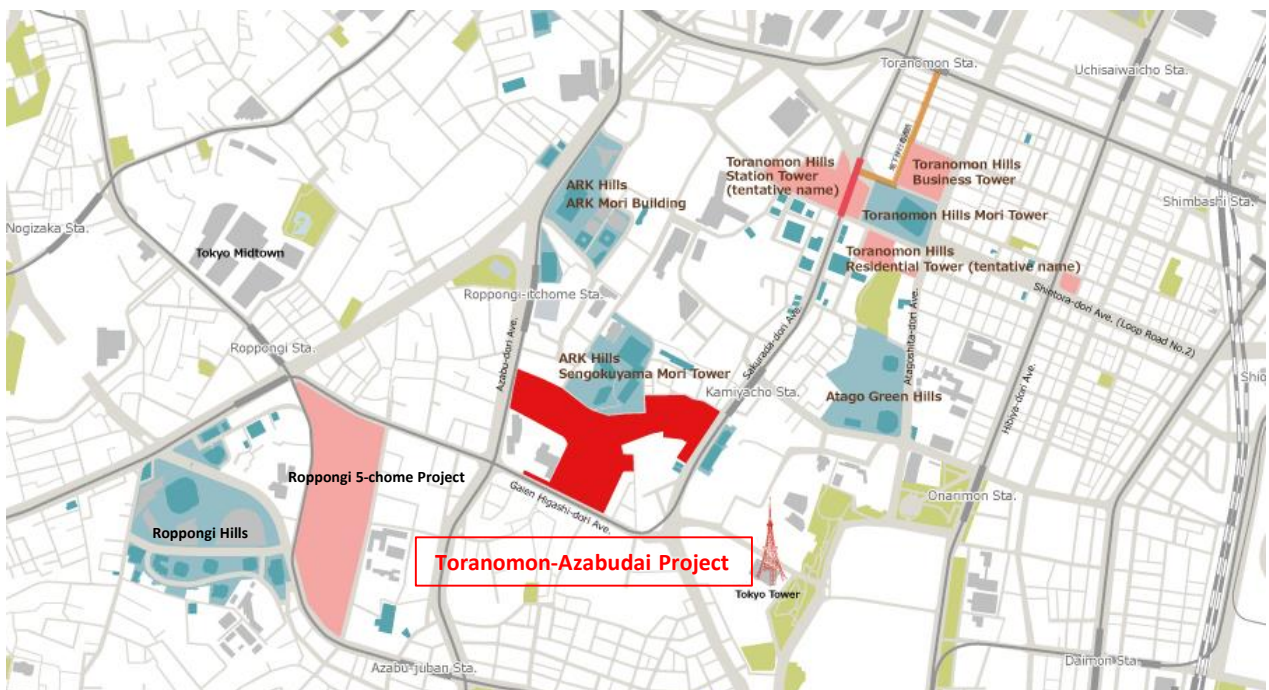 Toranomon Sta.
Uchisaiwaicho Sta.
Toranomon Hills
Station Tower
(tentative name)
Toranomon Hills
Business Tower
ARK Hills
ARK Mori Building
Shimbashi Sta.
Toranomon Hills Mori Tower
Nogizaka Sta.
Tokyo Midtown
Toranomon Hills
Residential Tower (tentative name)
Roppongi-itchome Sta.
Shintora-dori Ave. (Loop Road No.2)
Atagoshita-dori Ave.
Sakurada-dori Ave.
Azabu-dori Ave.
Hibiya-dori Ave.
Roppongi Sta.
ARK Hills
Sengokuyama Mori Tower
Kamiyacho Sta.
Atago Green Hills
Roppongi 5-chome Project
Gaien Higashi-dori Ave.
Onarimon Sta.
Roppongi Hills
Toranomon-Azabudai Project
Tokyo Tower
Azabu-juban Sta.
Daimon Sta.